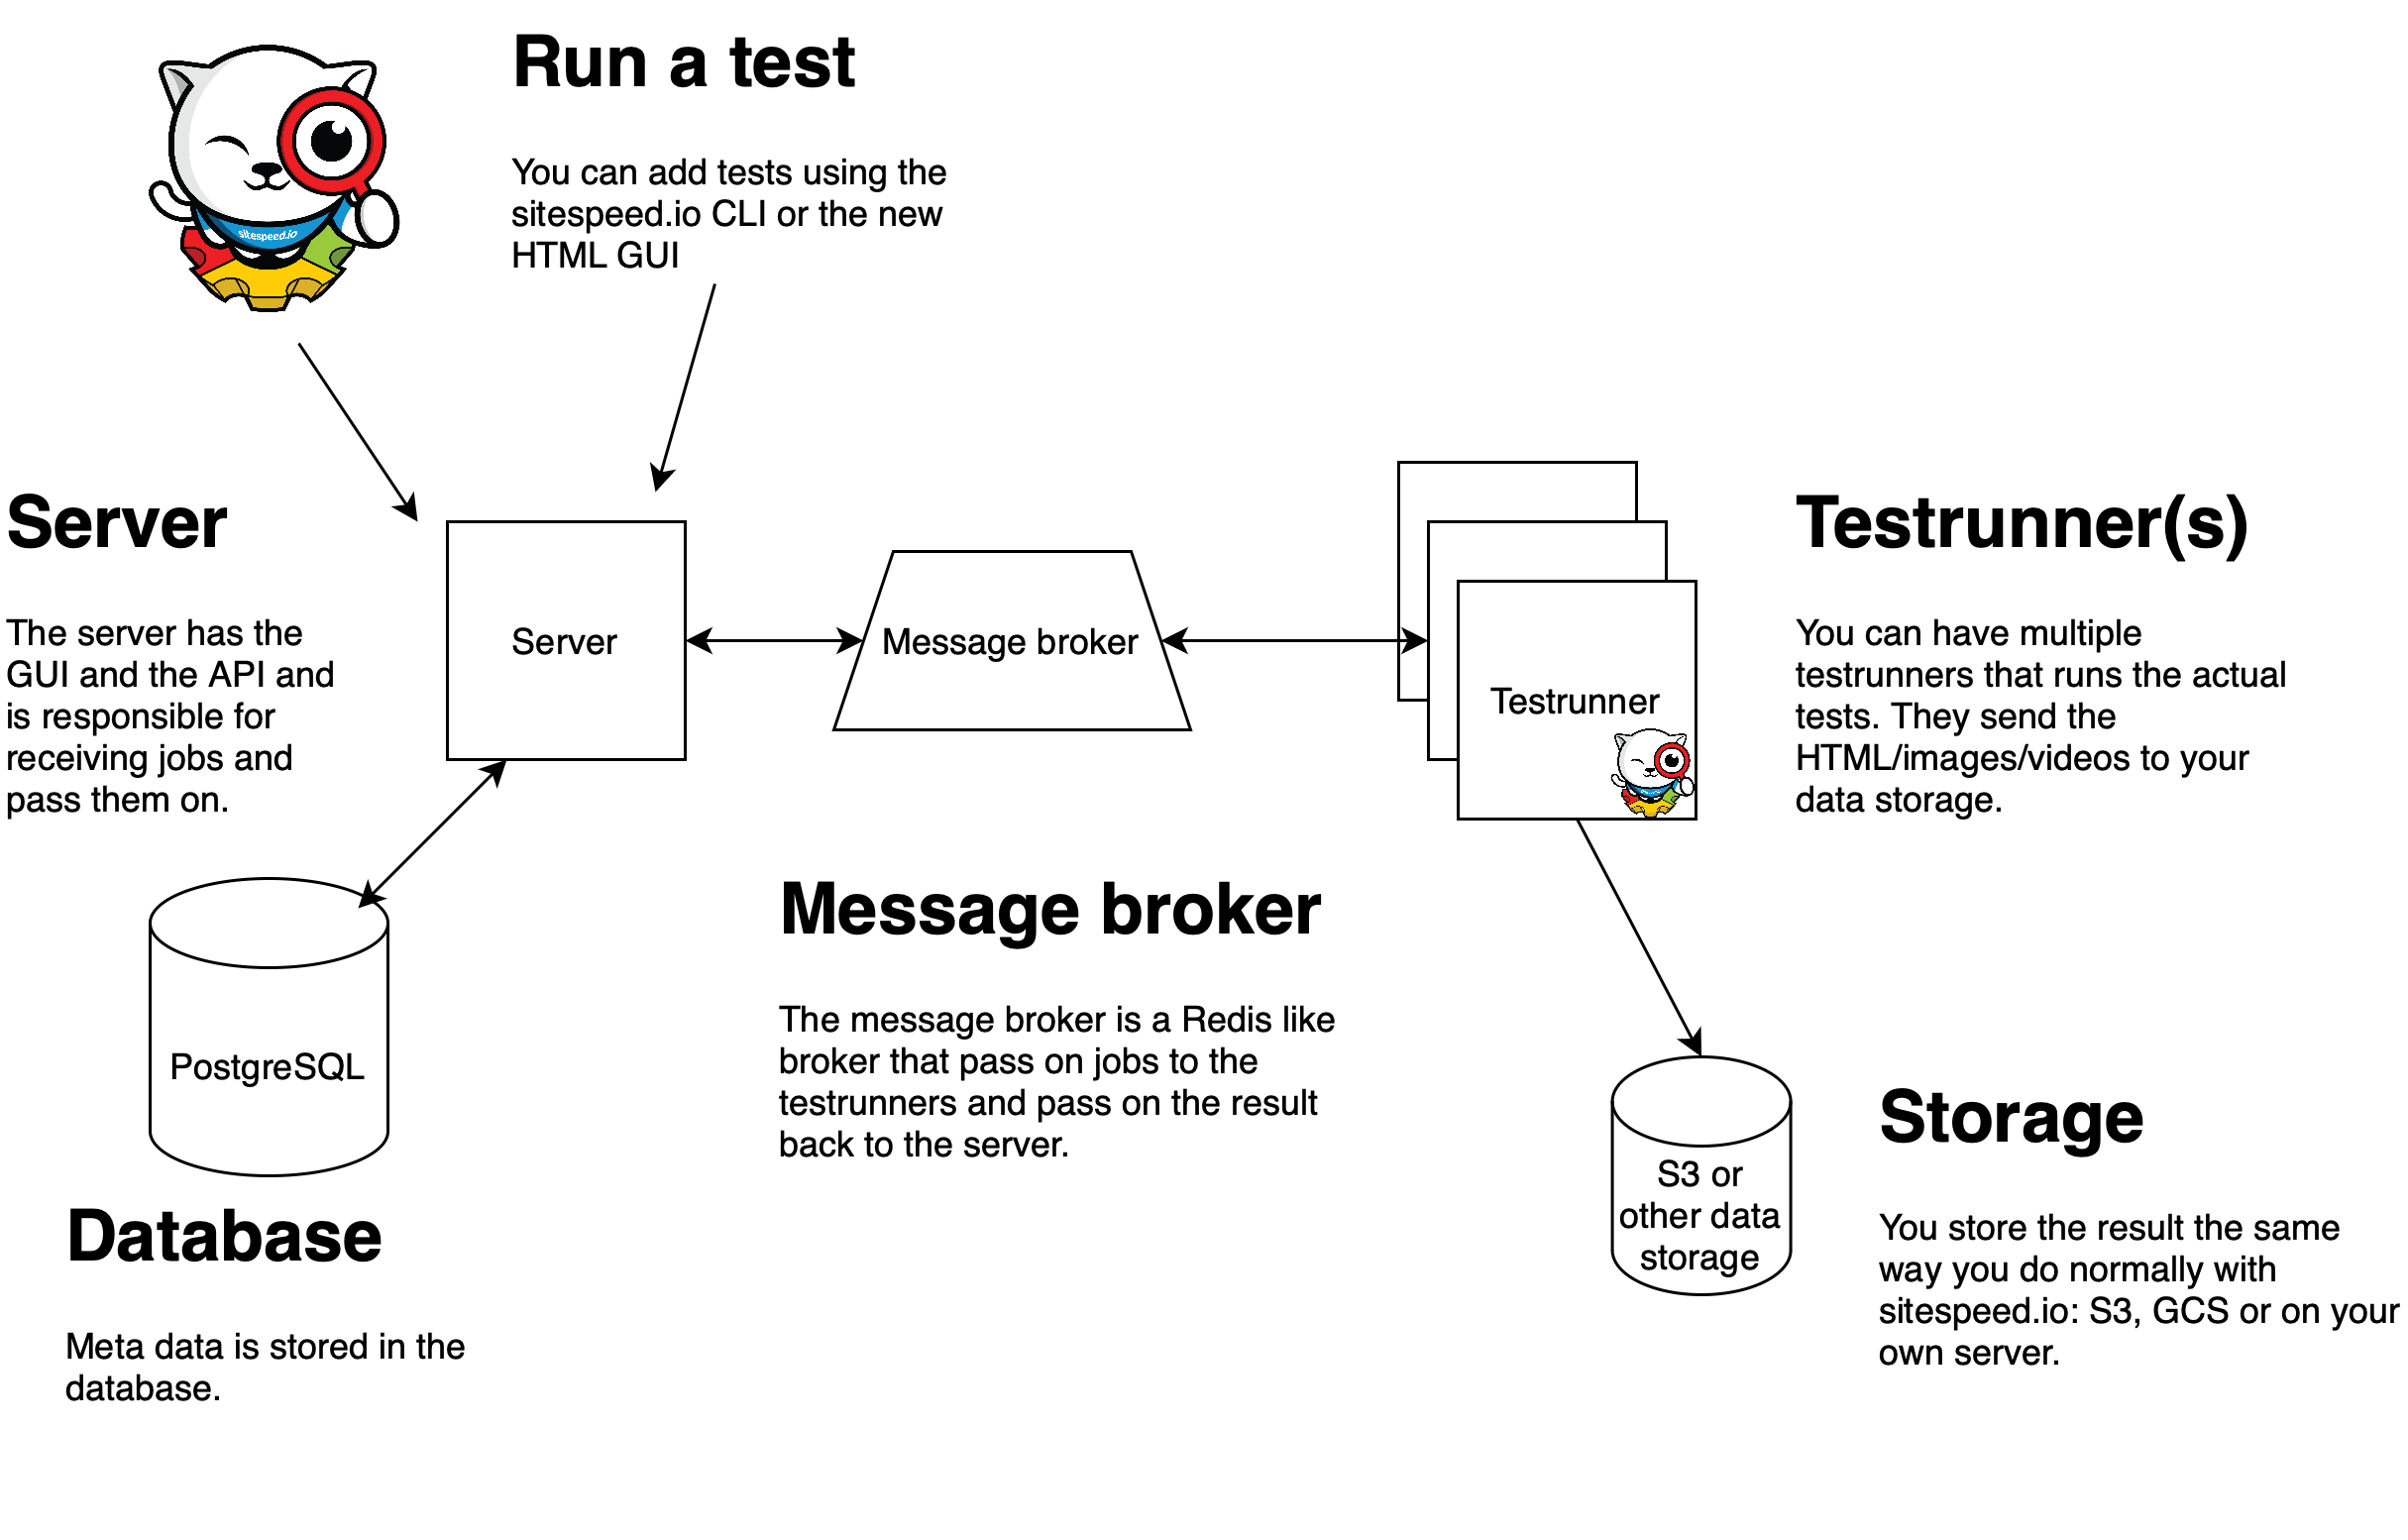 Run a test
You can add tests using the
sitespeed.io CLI or the new
HTML GUI
sitespeed.io
Server
The server has the
GUI and the API and
is responsible for
receiving jobs and
pass them on.
Server
Message broker
Testrunner
Testrunner(s)
You can have multiple
testrunners that runs the actual
tests. They send the
HTML/images/videos to your
data storage.
PostgreSQL
Database
Meta data is stored in the
database.
Message broker
The message broker is a Redis like
broker that pass on jobs to the
testrunners and pass on the result
back to the server.
S3 or
other data
storage
Storage
You store the result the same
way you do normally with
sitespeed.io: S3, GCS or on your
own server.